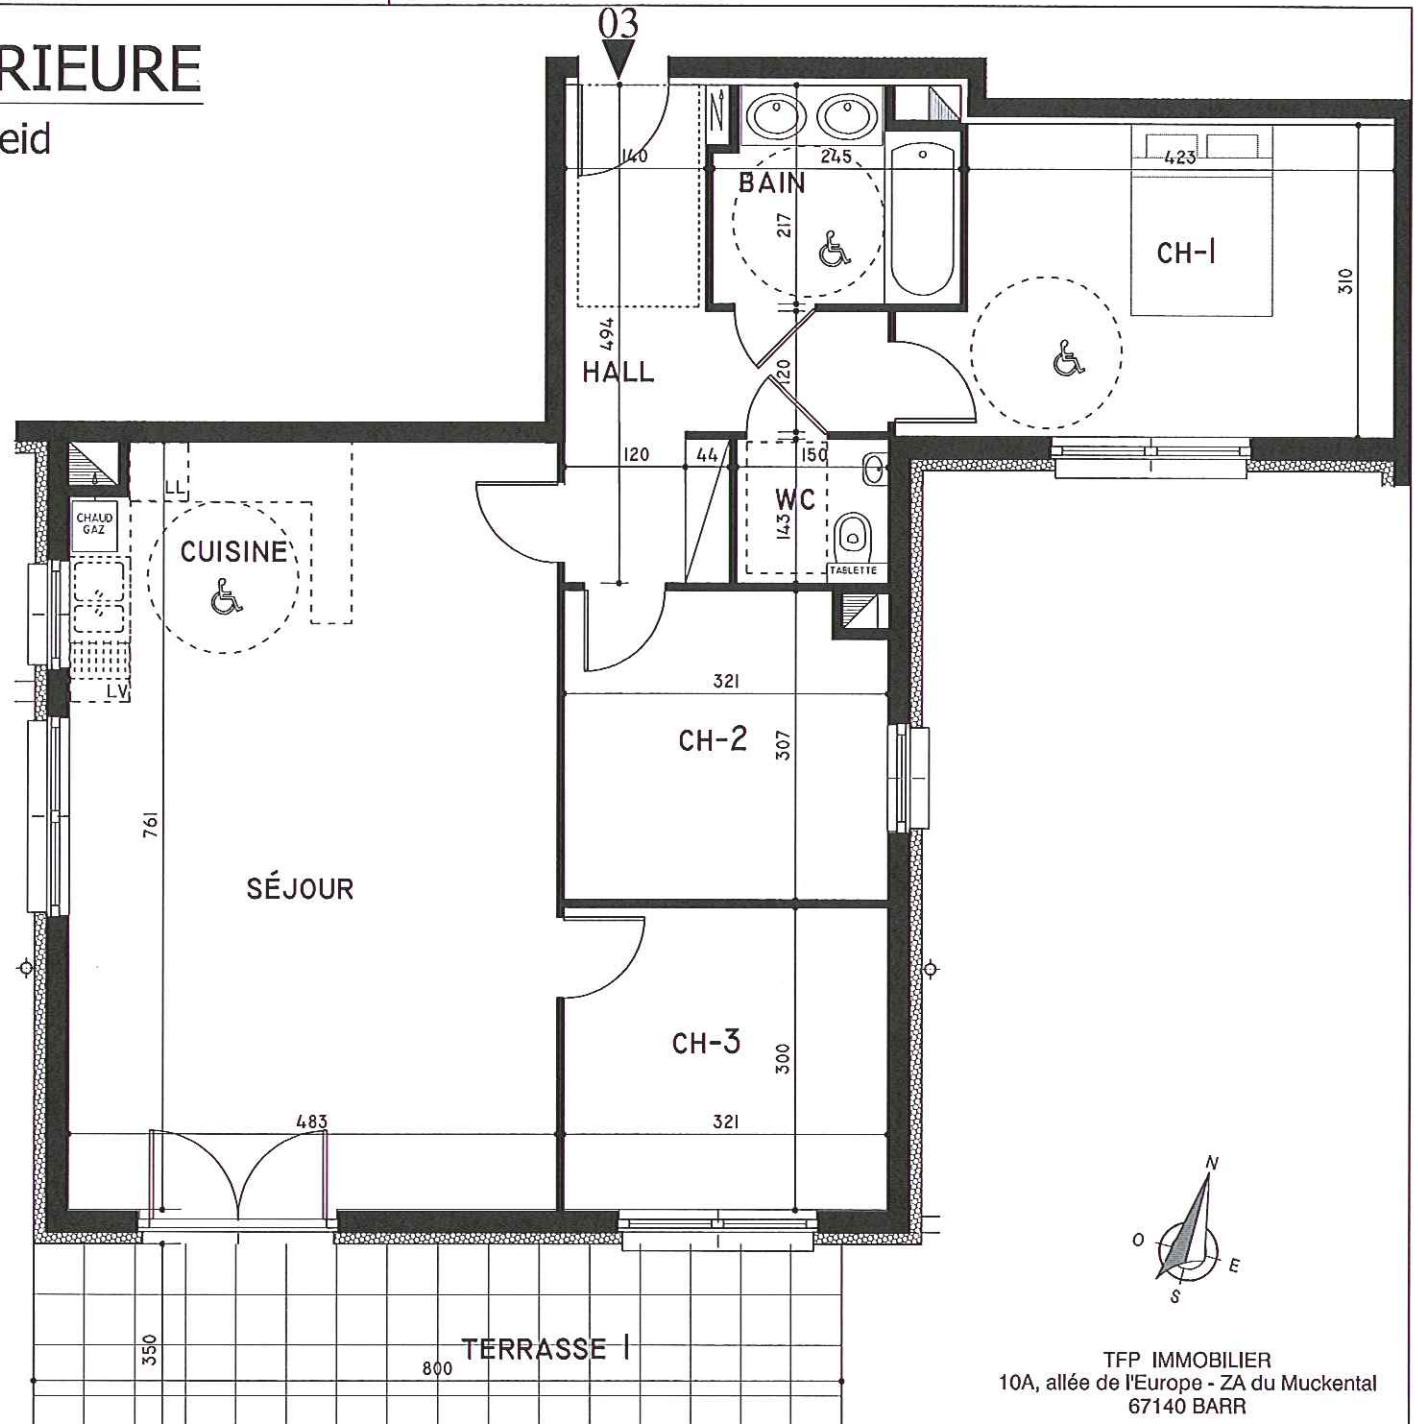 03
RIEURE
eid
140
245
423
BAIN
217
CH-1
310
494
HALL
120
120
44
150
WC
143
TABLETTE
LL
CHAUD
GAZ
CUISINE
LV
321
CH-2
307
761
SÉJOUR
CH-3
300
483
321
N
O
E
S
350
TERRASSE 1
800
TFP IMMOBILIER
10A, allée de l'Europe - ZA du Muckental
67140 BARR